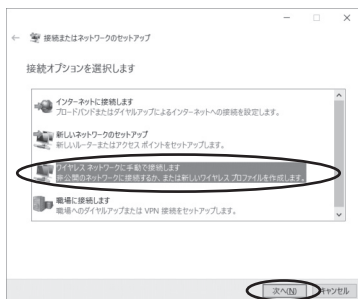 接続またはネットワークのセットアップ
接続オプションを選択します
インターネットに接続します
ブロードバンドまたはダイヤルアップによるインターネットへの接続を設定します。
新しいネットワークのセットアップ
新しいルーターまたはアクセス ポイントをセットアップします。
ワイヤレス ネットワークに手動で接続します
非公開のネットワークに接続するか、または新しいワイヤレス プロファイルを作成します。
職場に接続します
職場へのダイヤルアップまたは VPN 接続をセットアップします。
次へ(N)
キャンセル